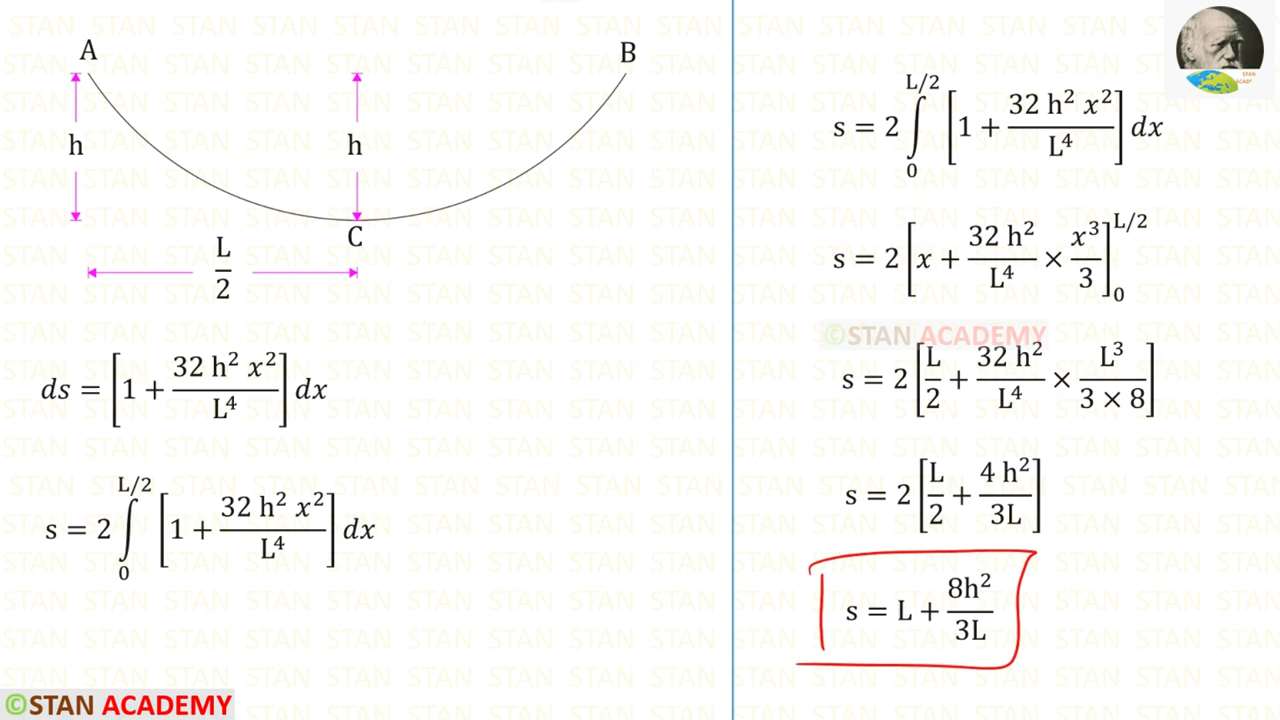 A
B
h
h
C
L/2
ds = [1 + 32 h² x²/L⁴] dx
s = 2 ∫₀^(L/2) [1 + 32 h² x²/L⁴] dx
s = 2 ∫₀^(L/2) [1 + 32 h² x²/L⁴] dx
s = 2 [x + 32 h²/L⁴ × x³/3]₀^(L/2)
©STAN ACADEMY
s = 2 [L/2 + 32 h²/L⁴ × L³/(3 × 8)]
s = 2 [L/2 + 4 h²/3L]
s = L + 8h²/3L
©STAN ACADEMY